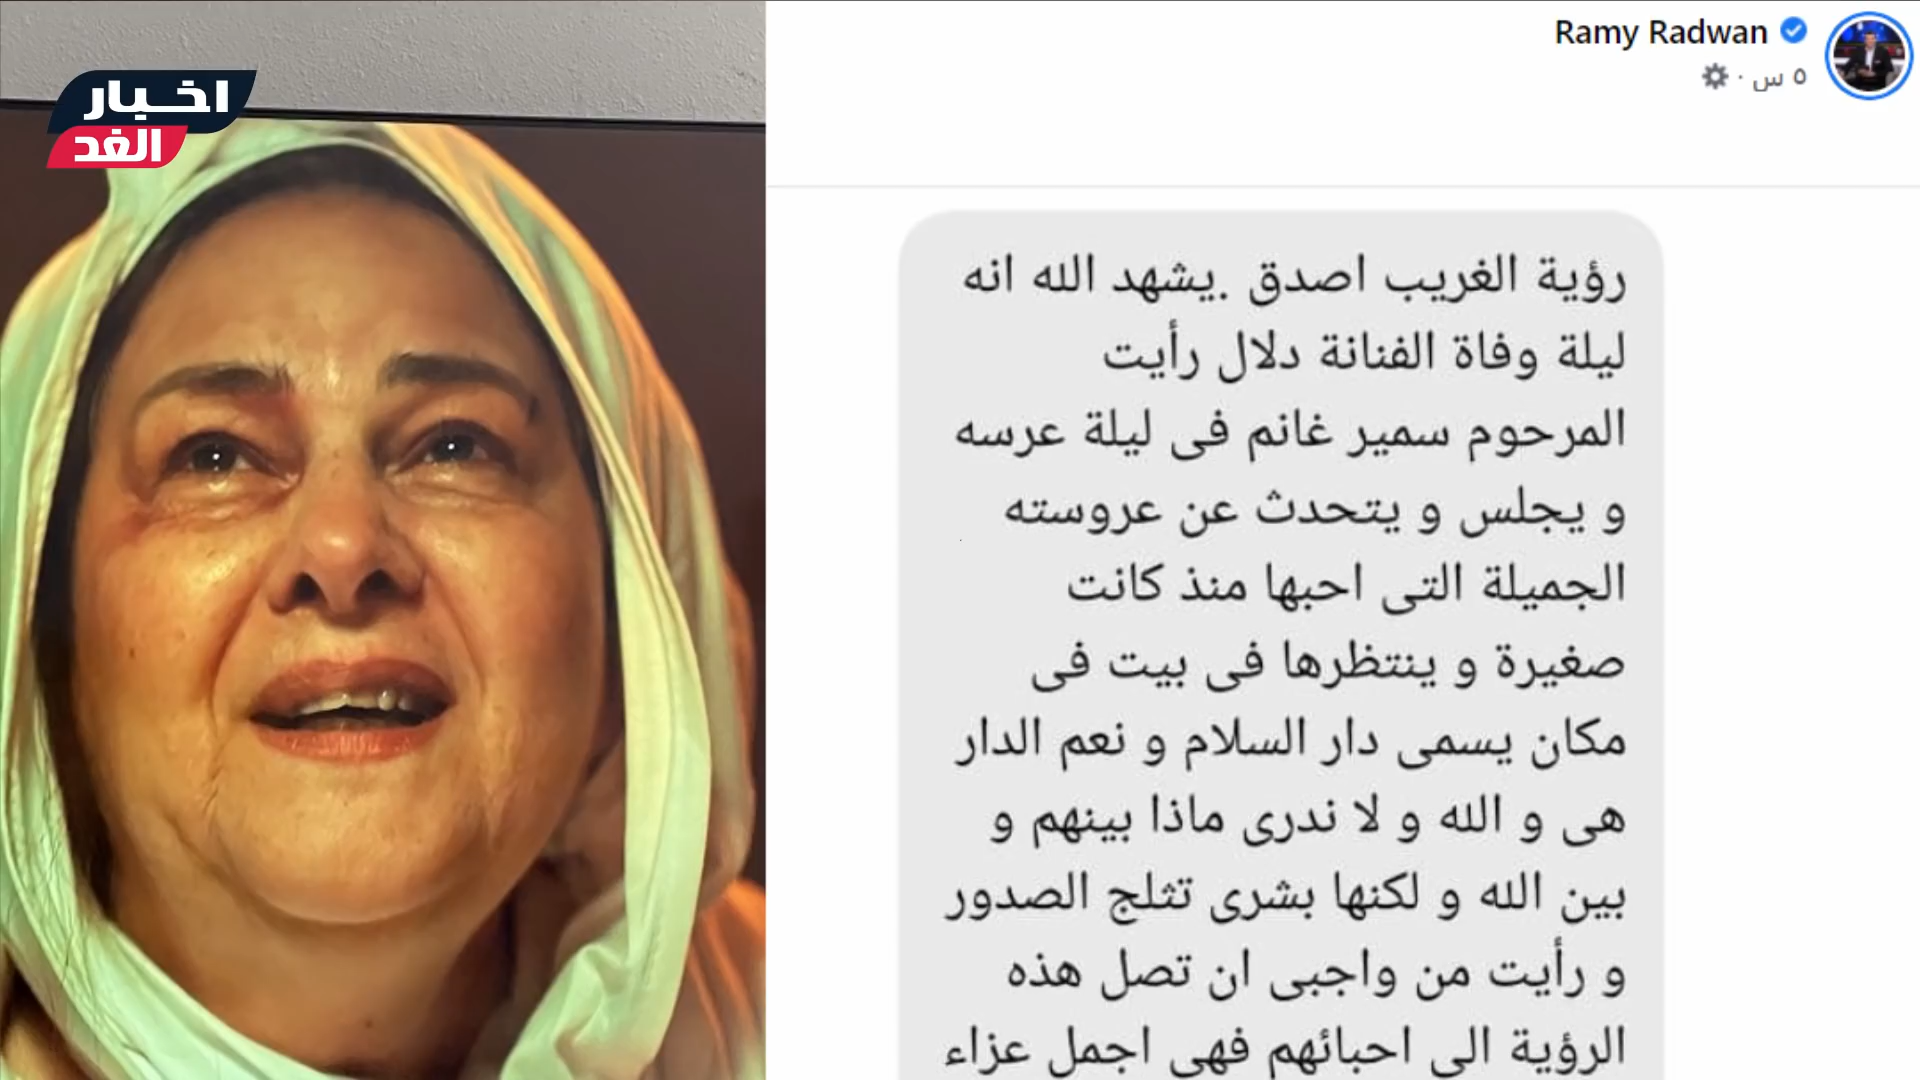 اخبار
الغد
Ramy Radwan
٥ س ·
رؤية الغريب اصدق .يشهد الله انه
ليلة وفاة الفنانة دلال رأيت
المرحوم سمير غانم فى ليلة عرسه
و يجلس و يتحدث عن عروسته
الجميلة التى احبها منذ كانت
صغيرة و ينتظرها فى بيت فى
مكان يسمى دار السلام و نعم الدار
هى و الله و لا ندرى ماذا بينهم و
بين الله و لكنها بشرى تثلج الصدور
و رأيت من واجبى ان تصل هذه
الرؤية الى احبائهم فهى اجمل عزاء